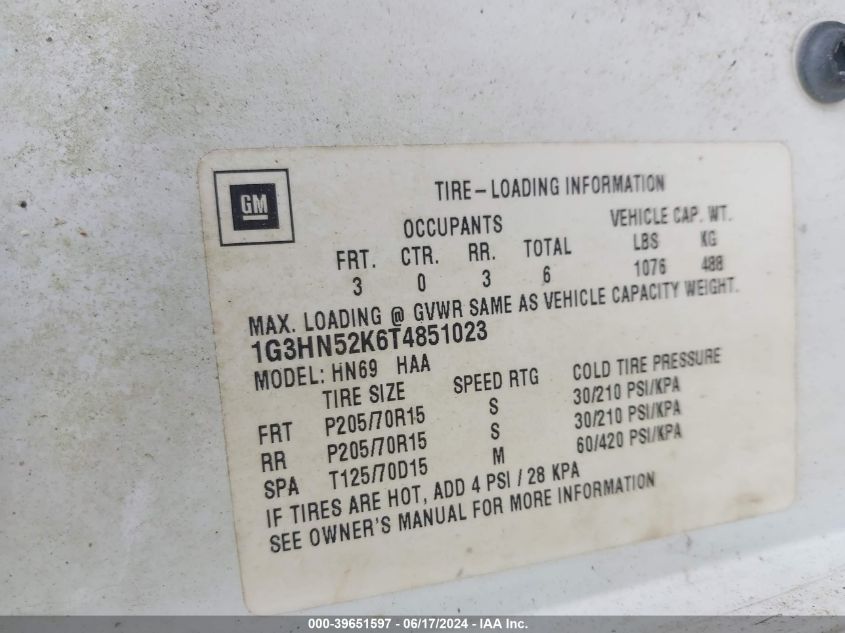 GM
TIRE-LOADING INFORMATION
OCCUPANTS VEHICLE CAP. WT.
FRT. CTR. RR. TOTAL LBS KG
3 0 3 6 1076 488
MAX. LOADING @ GVWR SAME AS VEHICLE CAPACITY WEIGHT.
1G3HN52K6T4851023
MODEL: HN69 HAA
TIRE SIZE SPEED RTG COLD TIRE PRESSURE
FRT P205/70R15 S 30/210 PSI/KPA
RR P205/70R15 S 30/210 PSI/KPA
SPA T125/70D15 M 60/420 PSI/KPA
IF TIRES ARE HOT, ADD 4 PSI / 28 KPA
SEE OWNER'S MANUAL FOR MORE INFORMATION
000-39651597 - 06/17/2024 - IAA Inc.